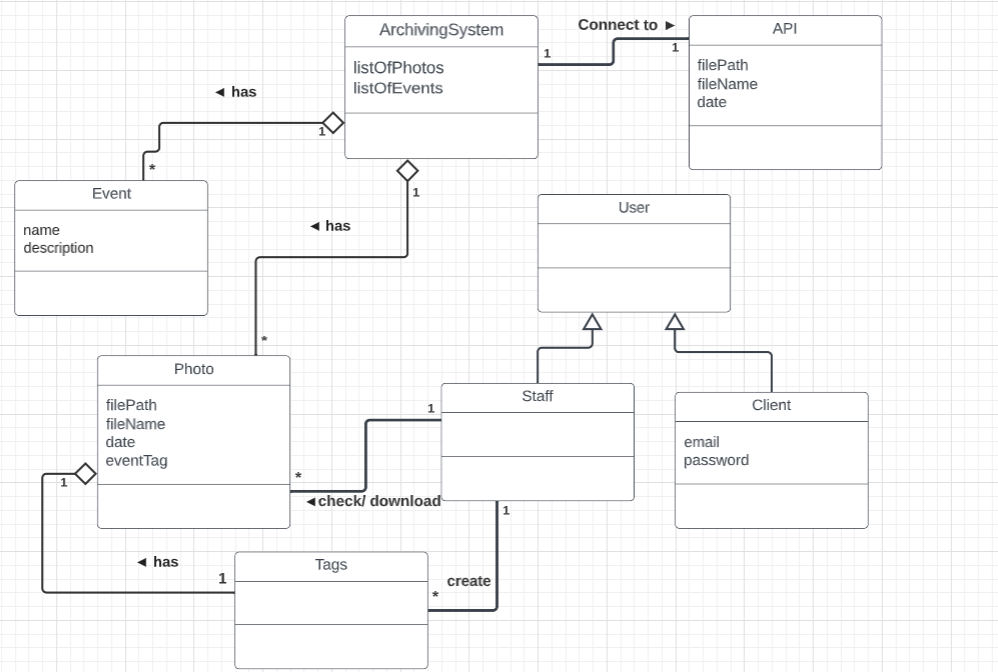 ArchivingSystem
listOfPhotos
listOfEvents
Connect to ►
1
1
API
filePath
fileName
date
◄ has
1
*
Event
name
description
1
◄ has
*
User
Photo
filePath
fileName
date
eventTag
Staff
1
*
◄check/ download
Client
email
password
1
◄ has
1
Tags
1
create
*